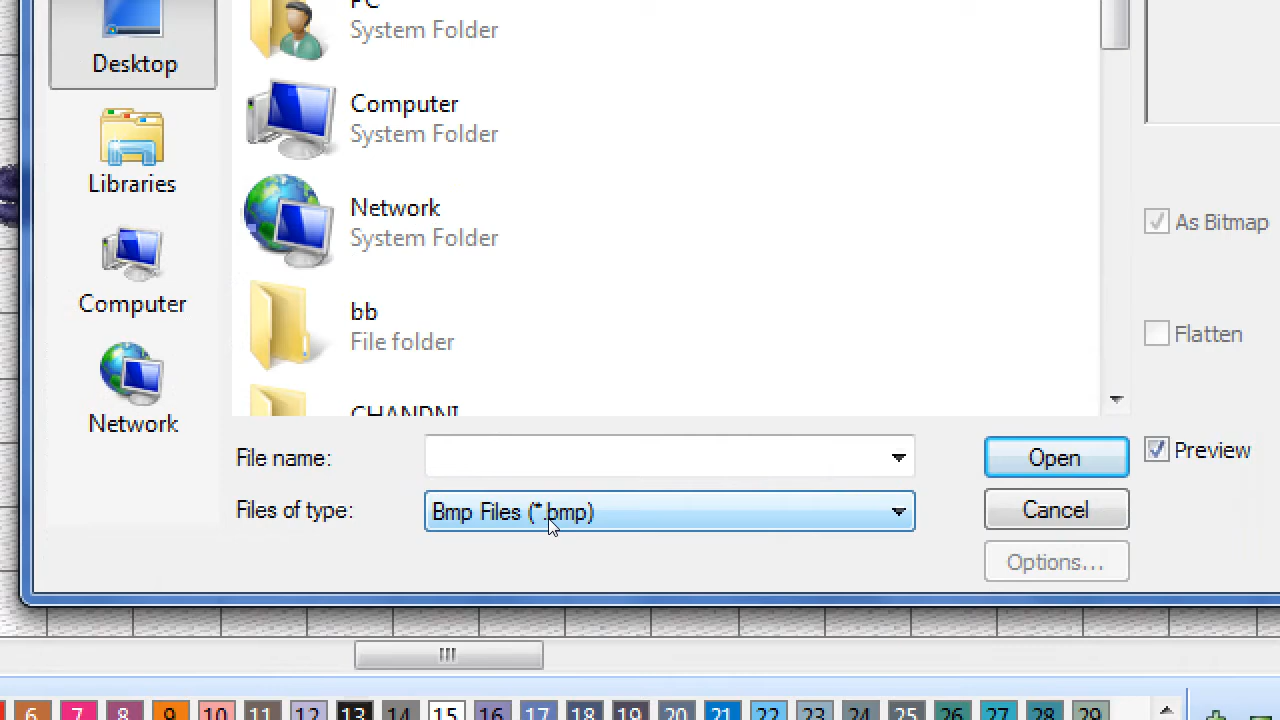 PC
System Folder
Desktop
Computer
System Folder
Libraries
Network
System Folder
As Bitmap
Computer
bb
File folder
Flatten
CHANDNI
Network
File name:
Open
Preview
Files of type:
Bmp Files (*.bmp)
Cancel
Options...
6 7 8 9 10 11 12 13 14 15 16 17 18 19 20 21 22 23 24 25 26 27 28 29